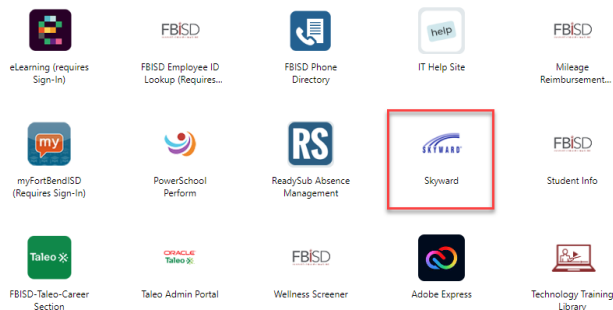 FBISD
help
FBISD
eLearning (requires
Sign-In)
FBISD Employee ID
Lookup (Requires...
FBISD Phone
Directory
IT Help Site
Mileage
Reimbursement...
my
RS
SKYWARD
FBISD
myFortBendISD
(Requires Sign-In)
PowerSchool
Perform
ReadySub Absence
Management
Skyward
Student Info
Taleo
ORACLE
Taleo
FBISD
FBISD-Taleo-Career
Section
Taleo Admin Portal
Wellness Screener
Adobe Express
Technology Training
Library